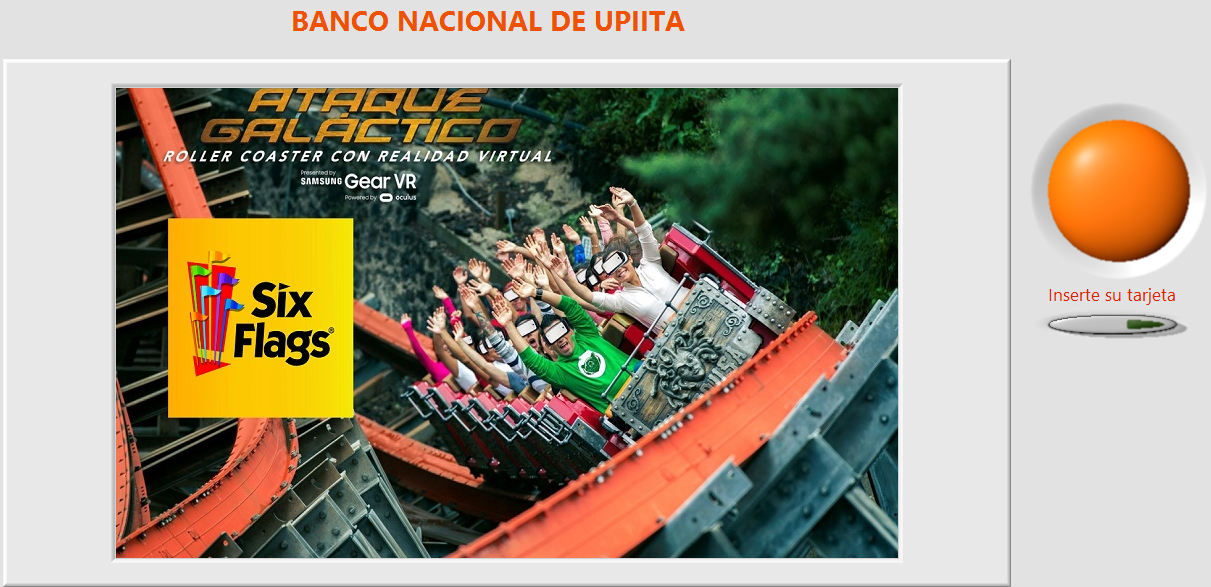 BANCO NACIONAL DE UPIITA
ATAQUE
GALÁCTICO
ROLLER COASTER CON REALIDAD VIRTUAL
Presented by
SAMSUNG Gear VR
Powered by oculus
Six
Flags®
Inserte su tarjeta